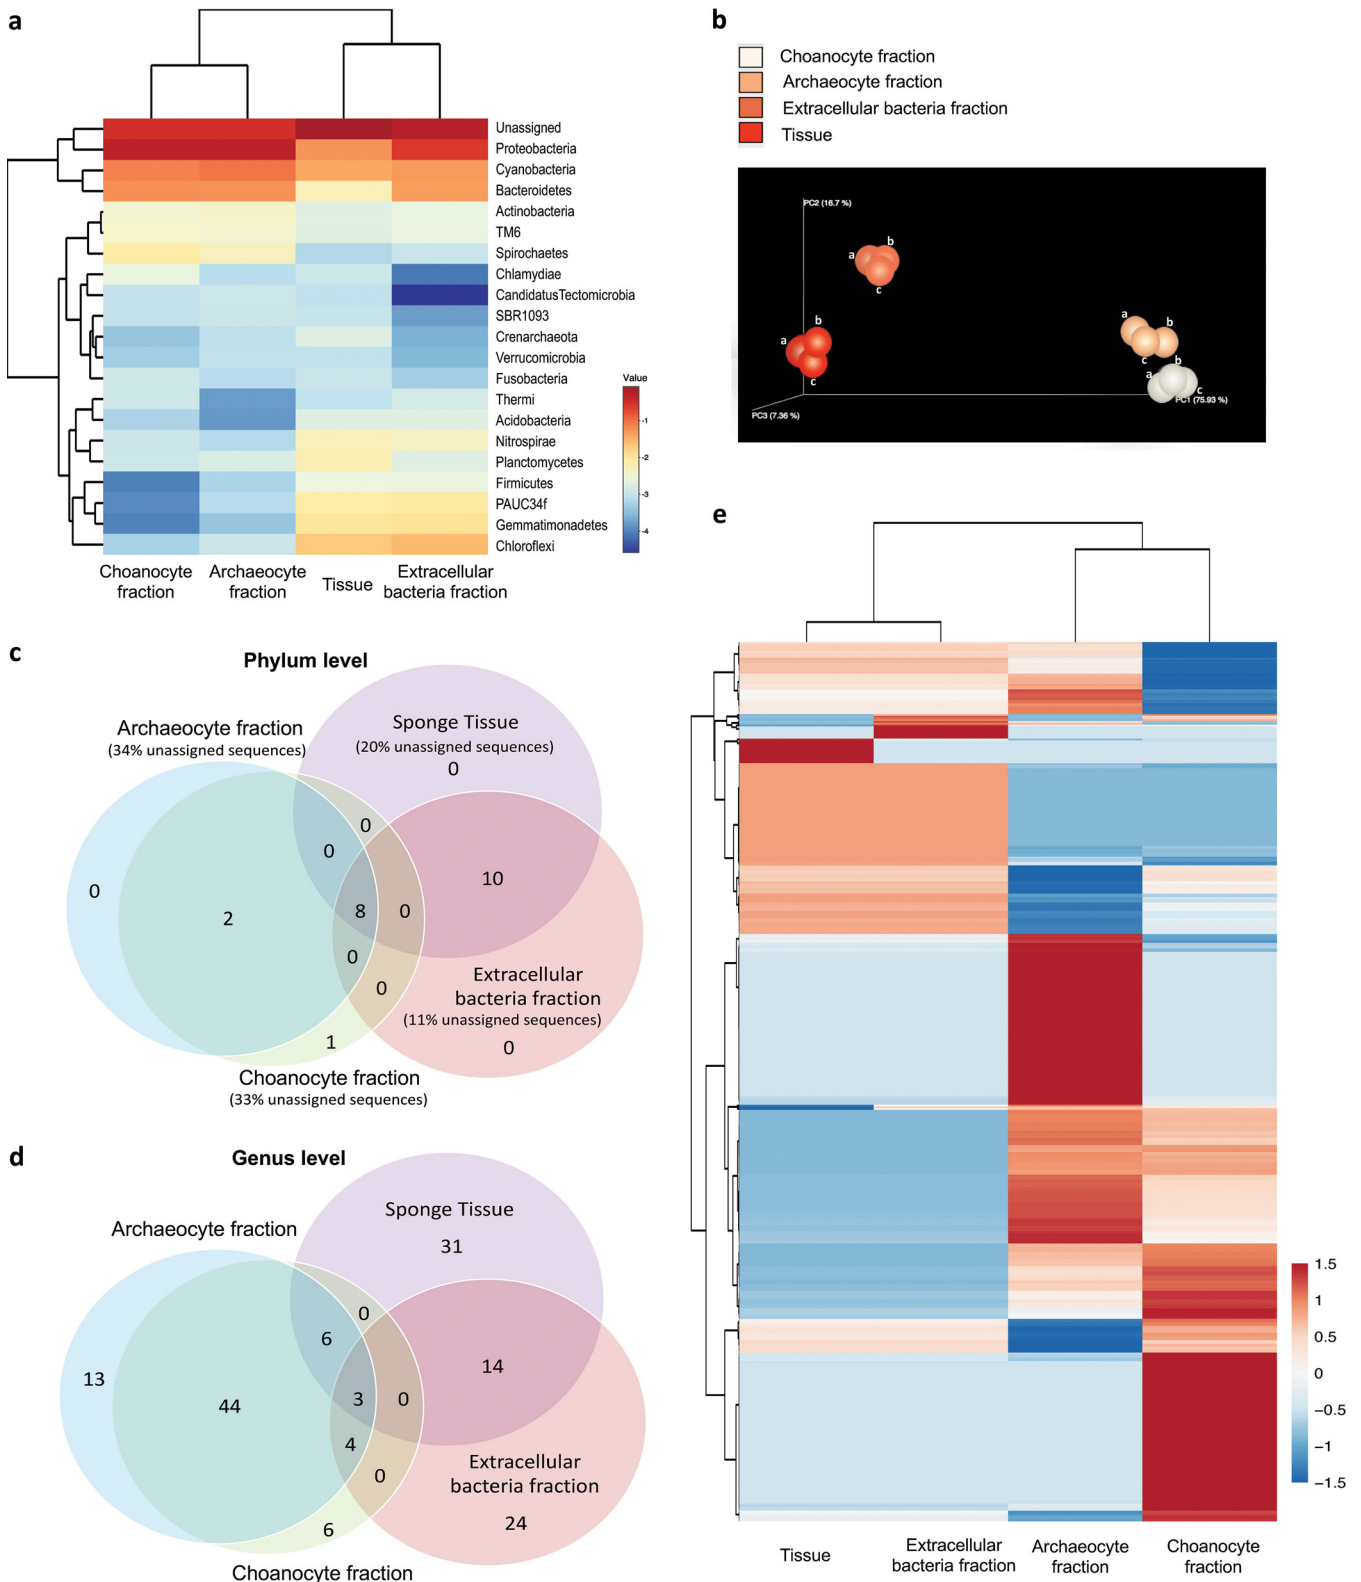 a
Unassigned
Proteobacteria
Cyanobacteria
Bacteroidetes
Actinobacteria
TM6
Spirochaetes
Chlamydiae
CandidatusTectomicrobia
SBR1093
Crenarchaeota
Verrucomicrobia
Fusobacteria
Thermi
Acidobacteria
Nitrospirae
Planctomycetes
Firmicutes
PAUC34f
Gemmatimonadetes
Chloroflexi
Value
-1
-2
-3
-4
Choanocyte
fraction
Archaeocyte
fraction
Tissue
Extracellular
bacteria fraction
b
Choanocyte fraction
Archaeocyte fraction
Extracellular bacteria fraction
Tissue
PC2 (16.7 %)
a
b
c
a
b
c
a
b
c
a
b
c
PC1 (75.93 %)
PC3 (7.36 %)
c
Phylum level
Archaeocyte fraction
(34% unassigned sequences)
Sponge Tissue
(20% unassigned sequences)
0
0
0
10
0
2
8
0
0
0
Extracellular
bacteria fraction
(11% unassigned sequences)
0
1
Choanocyte fraction
(33% unassigned sequences)
d
Genus level
Archaeocyte fraction
Sponge Tissue
31
0
6
14
13
44
3
0
4
0
Extracellular
bacteria fraction
24
6
Choanocyte fraction
e
1.5
1
0.5
0
−0.5
−1
−1.5
Tissue
Extracellular
bacteria fraction
Archaeocyte
fraction
Choanocyte
fraction